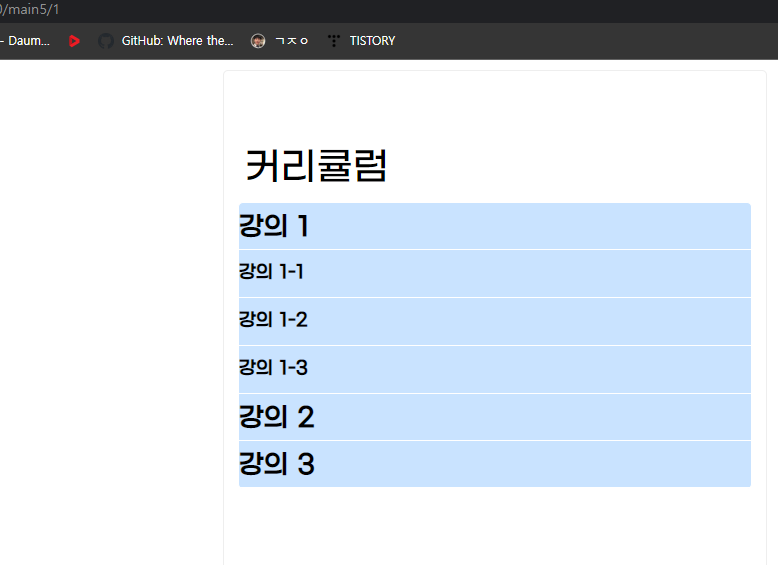 0/main5/1
- Daum... GitHub: Where the... ㄱㅈㅇ TISTORY
커리큘럼
강의 1
강의 1-1
강의 1-2
강의 1-3
강의 2
강의 3